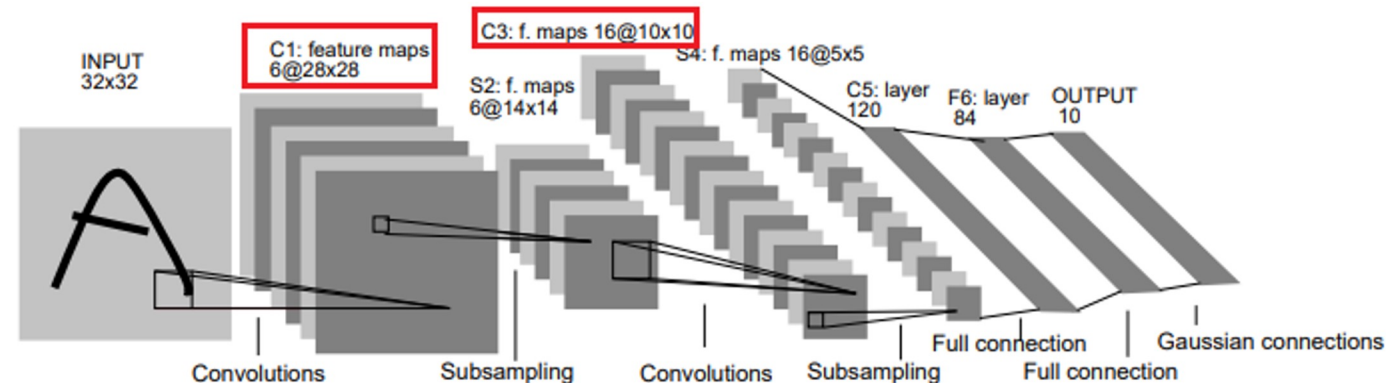 INPUT
32x32
C1: feature maps
6@28x28
S2: f. maps
6@14x14
C3: f. maps 16@10x10
S4: f. maps 16@5x5
C5: layer
120
F6: layer
84
OUTPUT
10
Convolutions
Subsampling
Convolutions
Subsampling
Full connection
Full connection
Gaussian connections